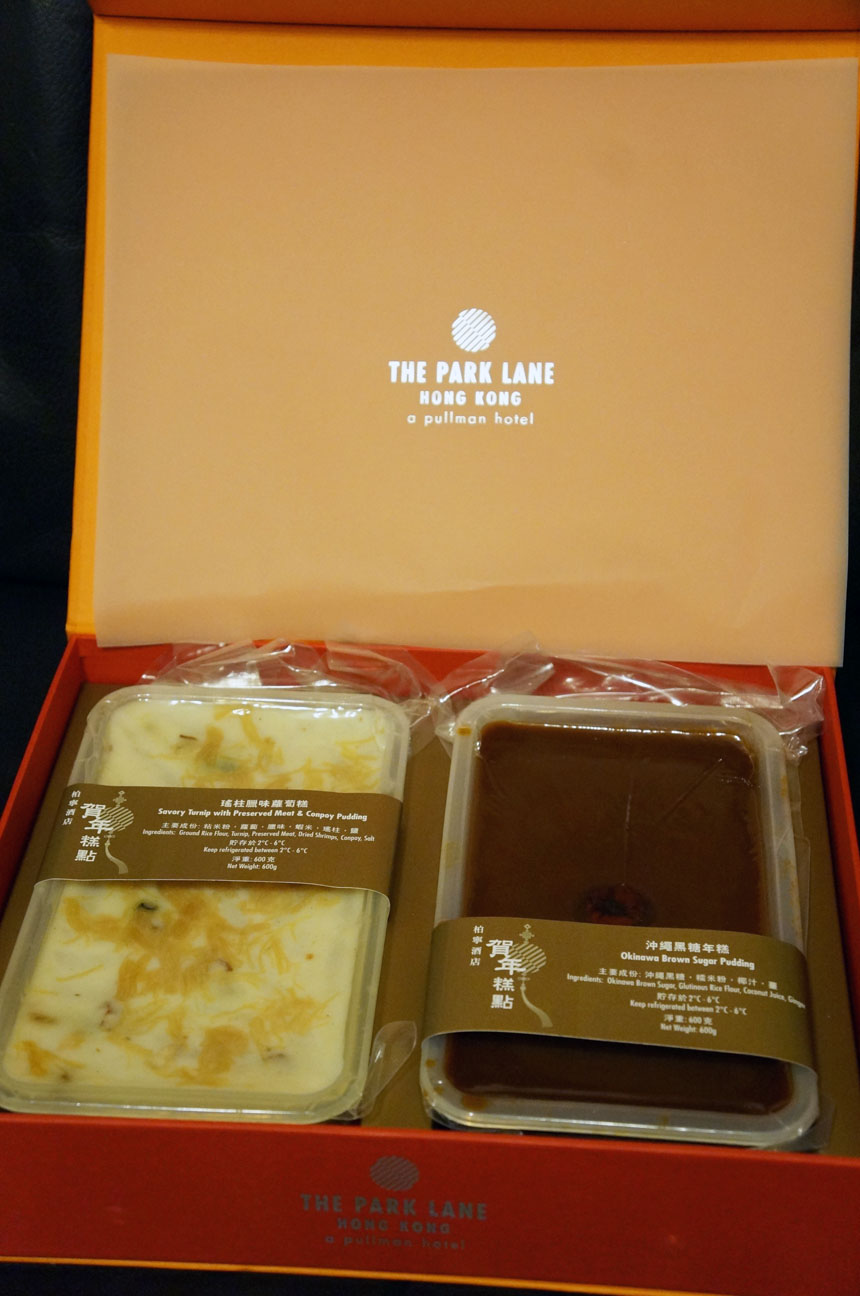 THE PARK LANE
HONG KONG
a pullman hotel
柏寧酒店
賀年糕點
瑤柱臘味蘿蔔糕
Savory Turnip with Preserved Meat & Conpoy Pudding
主要成份: 粘米粉・蘿蔔・臘味・蝦米・瑤柱・鹽
Ingredients: Ground Rice Flour, Turnip, Preserved Meat, Dried Shrimps, Conpoy, Salt
貯存於2°C - 6°C
Keep refrigerated between 2°C - 6°C
淨重: 600克
Net Weight: 600g
柏寧酒店
賀年糕點
沖繩黑糖年糕
Okinawa Brown Sugar Pudding
主要成份: 沖繩黑糖・糯米粉・椰汁・薑
Ingredients: Okinawa Brown Sugar, Glutinous Rice Flour, Coconut Juice, Ginger
貯存於2°C - 6°C
Keep refrigerated between 2°C - 6°C
淨重: 600克
Net Weight: 600g
THE PARK LANE
HONG KONG
a pullman hotel